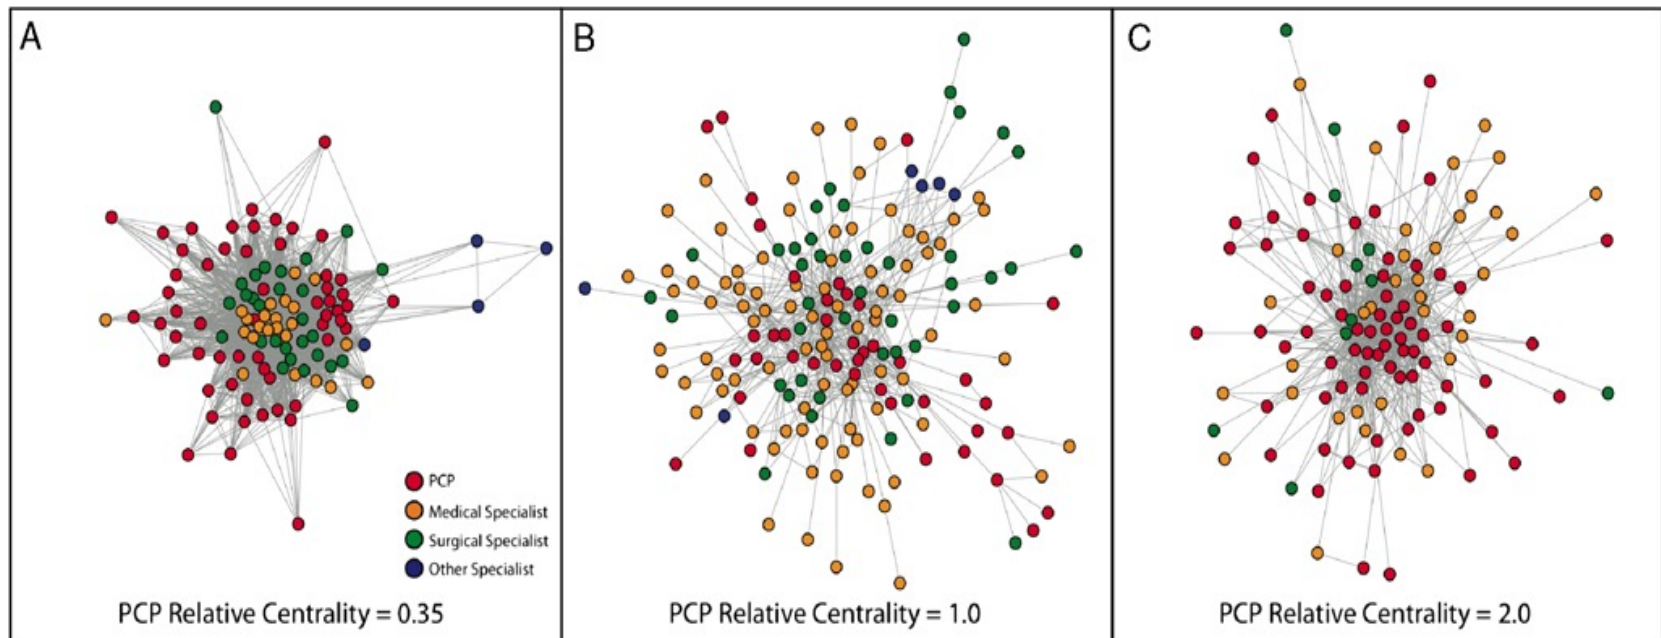 A
B
C
PCP
Medical Specialist
Surgical Specialist
Other Specialist
PCP Relative Centrality = 0.35
PCP Relative Centrality = 1.0
PCP Relative Centrality = 2.0